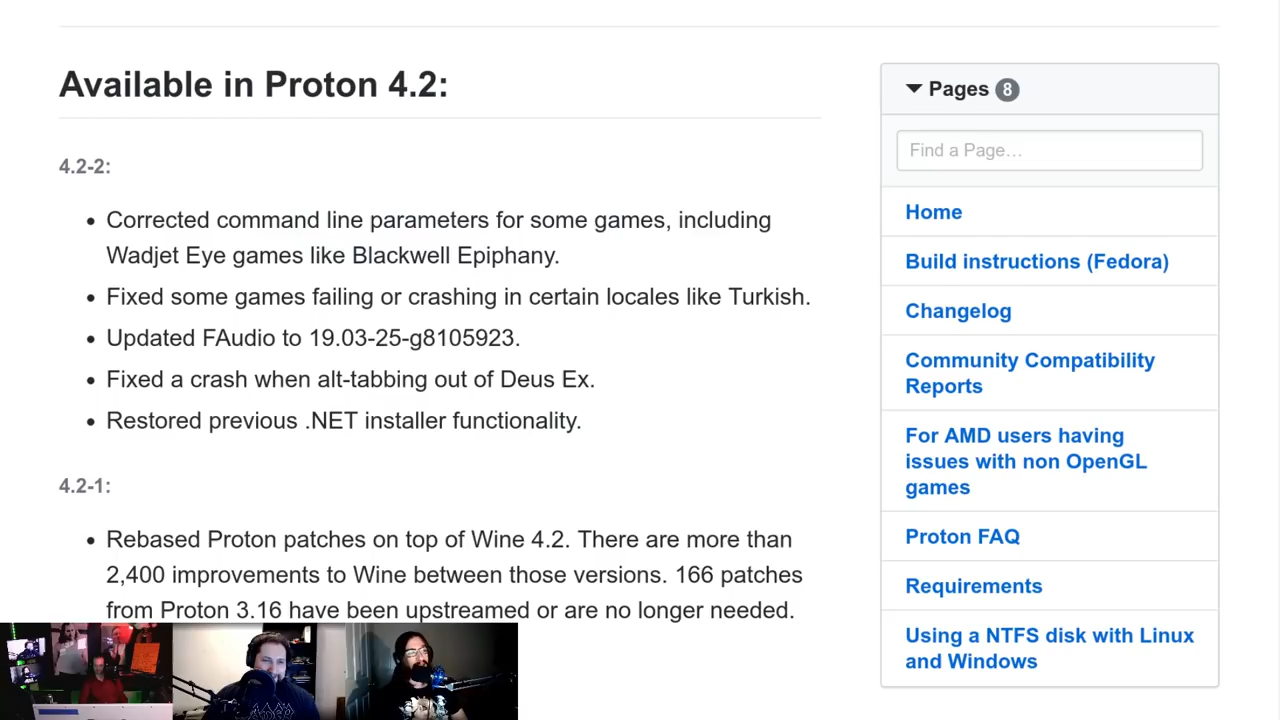 Available in Proton 4.2:
4.2-2:
Corrected command line parameters for some games, including
Wadjet Eye games like Blackwell Epiphany.
Fixed some games failing or crashing in certain locales like Turkish.
Updated FAudio to 19.03-25-g8105923.
Fixed a crash when alt-tabbing out of Deus Ex.
Restored previous .NET installer functionality.
4.2-1:
Rebased Proton patches on top of Wine 4.2. There are more than
2,400 improvements to Wine between those versions. 166 patches
from Proton 3.16 have been upstreamed or are no longer needed.
Pages 8
Find a Page…
Home
Build instructions (Fedora)
Changelog
Community Compatibility
Reports
For AMD users having
issues with non OpenGL
games
Proton FAQ
Requirements
Using a NTFS disk with Linux
and Windows